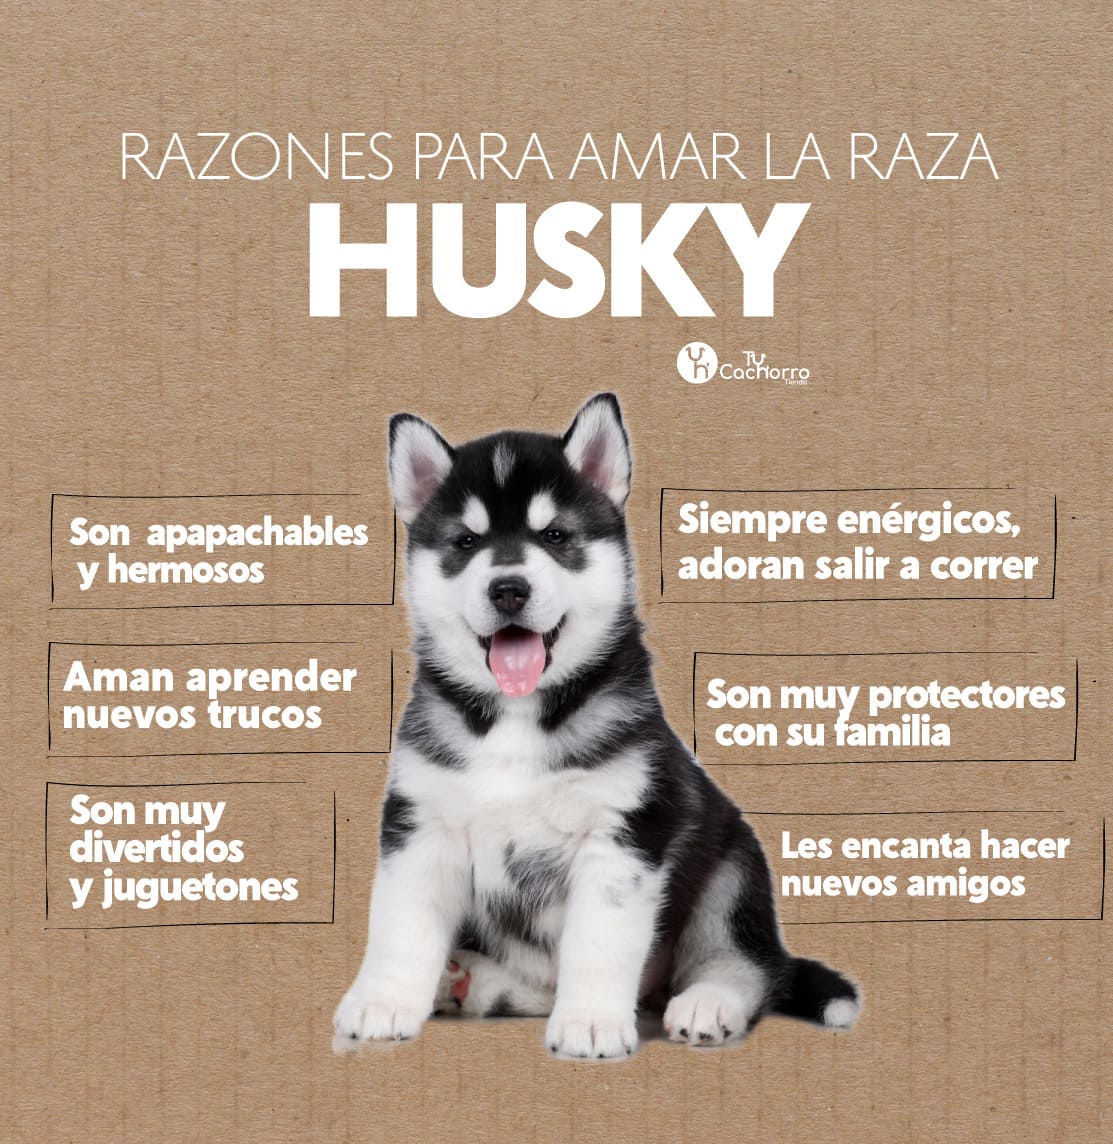 RAZONES PARA AMAR LA RAZA
HUSKY
Tu
Cachorro
Tienda
Son apapachables
y hermosos
Aman aprender
nuevos trucos
Son muy
divertidos
y juguetones
Siempre enérgicos,
adoran salir a correr
Son muy protectores
con su familia
Les encanta hacer
nuevos amigos